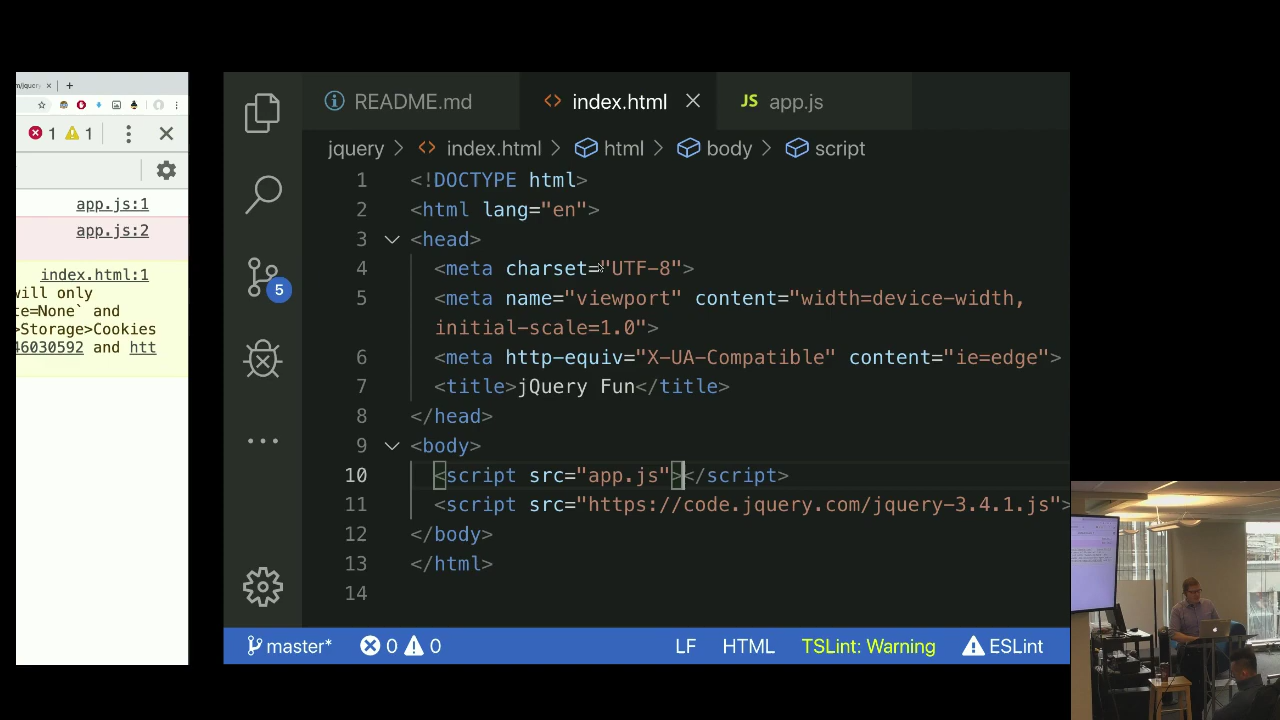 m/jquery
1 1
app.js:1
app.js:2
index.html:1
will only
te=None` and
>Storage>Cookies
46030592 and htt
README.md
index.html
JS app.js
jquery > index.html > html > body > script
5
1 <!DOCTYPE html>
2 <html lang="en">
3 <head>
4 <meta charset="UTF-8">
5 <meta name="viewport" content="width=device-width,
initial-scale=1.0">
6 <meta http-equiv="X-UA-Compatible" content="ie=edge">
7 <title>jQuery Fun</title>
8 </head>
9 <body>
10 <script src="app.js"></script>
11 <script src="https://code.jquery.com/jquery-3.4.1.js">
12 </body>
13 </html>
14
master* 0 0 LF HTML TSLint: Warning ESLint